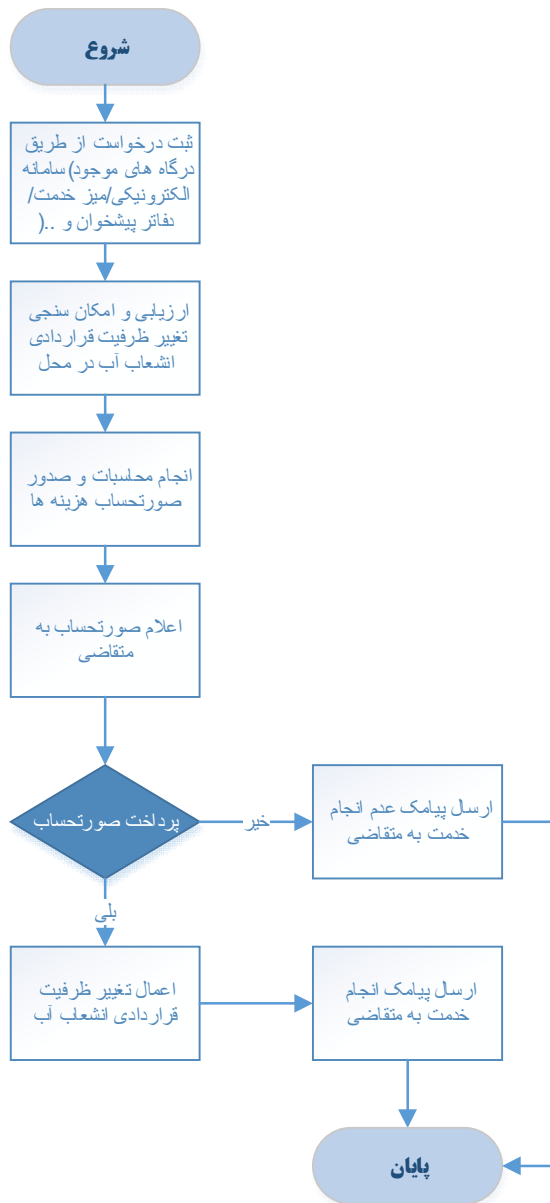 شروع
ثبت درخواست از طریق
درگاه های موجود)سامانه
الکترونیکی/میز خدمت/
دفاتر پیشخوان و ..(
ارزیابی و امکان سنجی
تغییر ظرفیت قراردادی
انشعاب آب در محل
انجام محاسبات و صدور
صورتحساب هزینه ها
اعلام صورتحساب به
متقاضی
پرداخت صورتحساب
خیر
ارسال پیامک عدم انجام
خدمت به متقاضی
بلی
اعمال تغییر ظرفیت
قراردادی انشعاب آب
ارسال پیامک انجام
خدمت به متقاضی
پایان